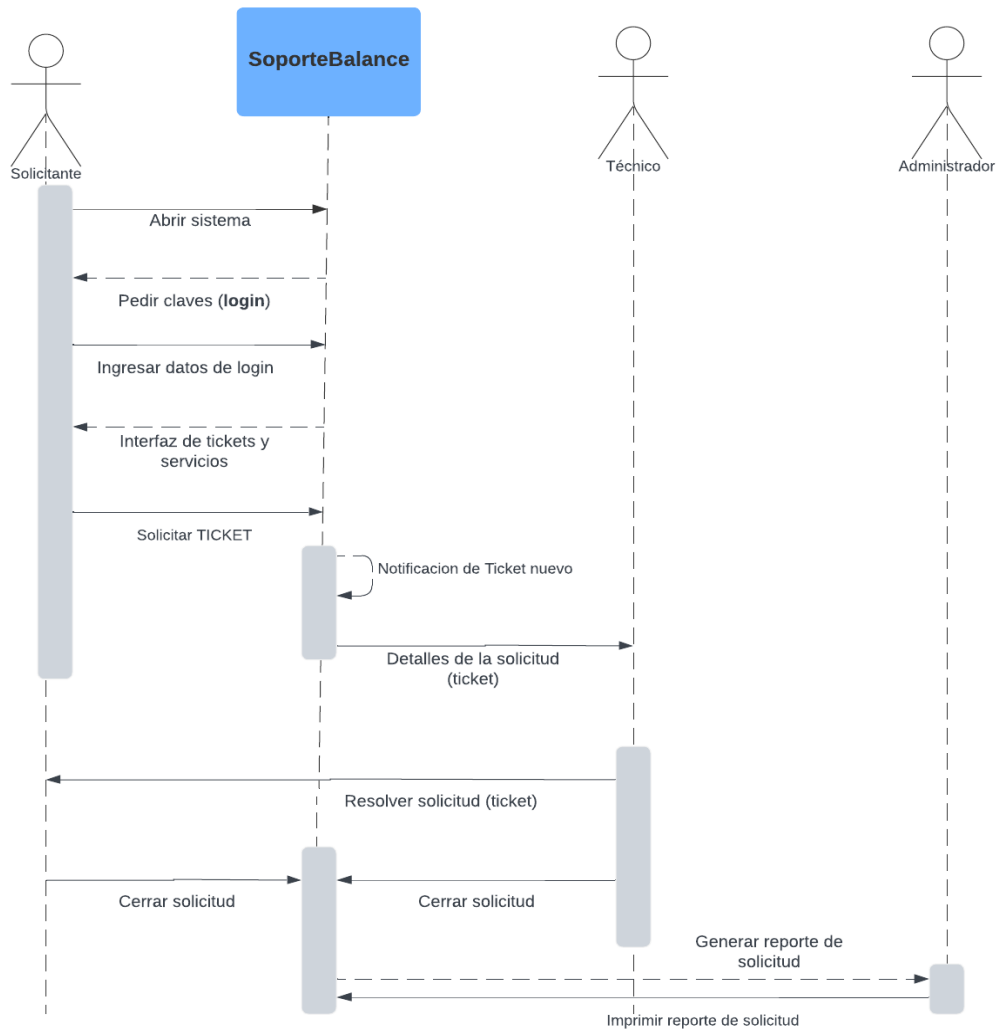 SoporteBalance
Solicitante
Técnico
Administrador
Abrir sistema
Pedir claves (login)
Ingresar datos de login
Interfaz de tickets y
servicios
Solicitar TICKET
Notificacion de Ticket nuevo
Detalles de la solicitud
(ticket)
Resolver solicitud (ticket)
Cerrar solicitud
Cerrar solicitud
Generar reporte de
solicitud
Imprimir reporte de solicitud